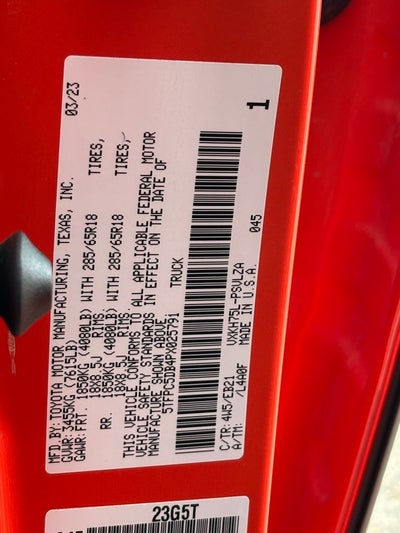 MFD BY: TOYOTA MOTOR MANUFACTURING, TEXAS, INC. 03/23
GVWR: 3455KG (7615LB)
GAWR: FRT. 1850KG (4080LB) WITH 285/65R18 TIRES,
18X8.5J RIMS,
RR. 1850KG (4080LB) WITH 285/65R18 TIRES,
18X8.5J RIMS,
THIS VEHICLE CONFORMS TO ALL APPLICABLE FEDERAL MOTOR
VEHICLE SAFETY STANDARDS IN EFFECT ON THE DATE OF
MANUFACTURE SHOWN ABOVE.
5TFPC5DB4PX025791 TRUCK
045
1
C/TR: 4W5/EB21 VXKH75L-PSVLZA
A/TM: /L4A0F MADE IN U.S.A.
23G5T